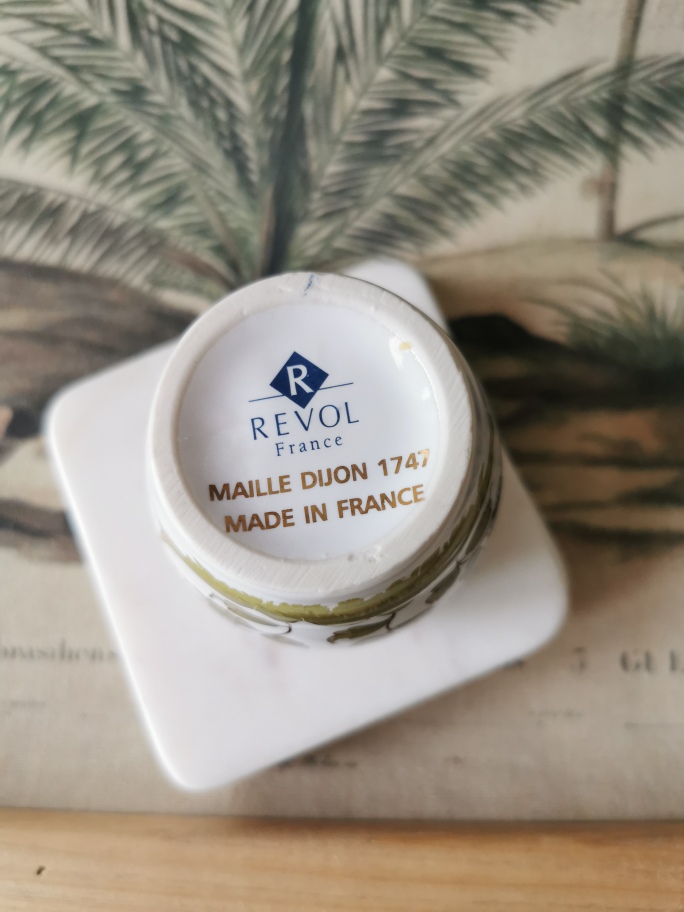 R
REVOL
France
MAILLE DIJON 1747
MADE IN FRANCE